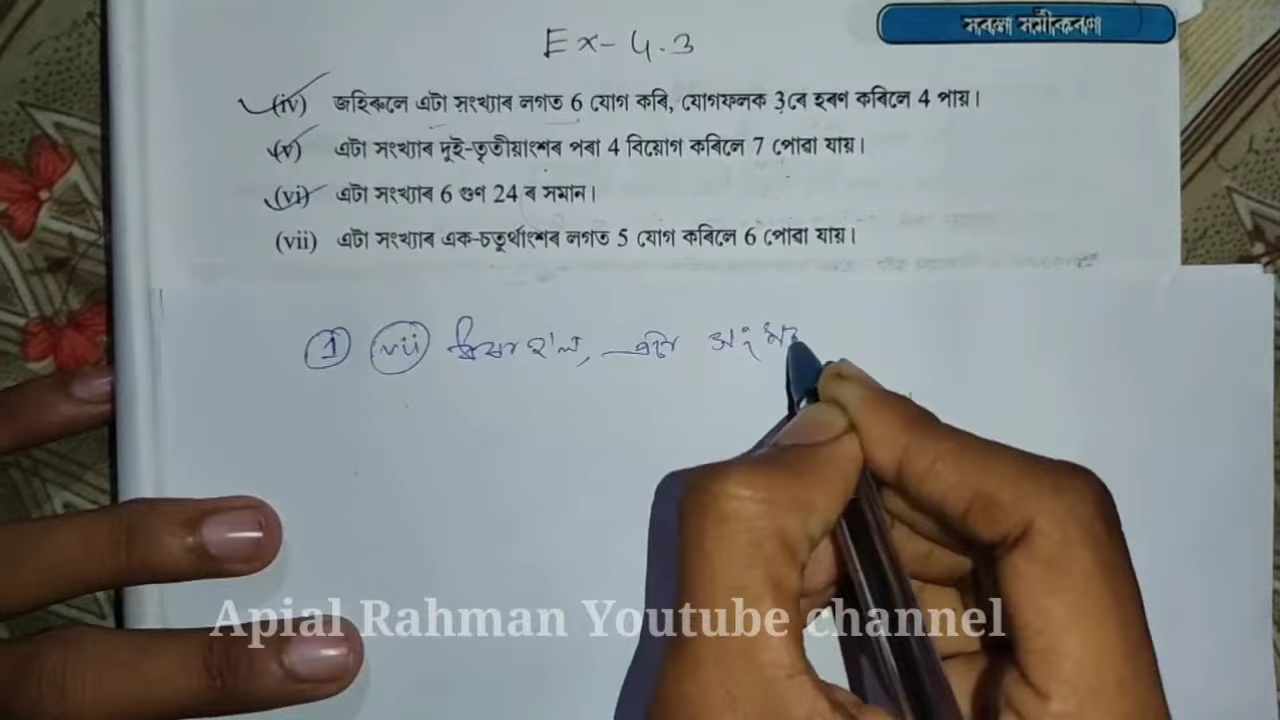 সৰল সমীকৰণ
Ex-4.3
(iv) জহিৰুলে এটা সংখ্যাৰ লগত 6 যোগ কৰি, যোগফলক 3ৰে হৰণ কৰিলে 4 পায়।
(v) এটা সংখ্যাৰ দুই-তৃতীয়াংশৰ পৰা 4 বিয়োগ কৰিলে 7 পোৱা যায়।
(vi) এটা সংখ্যাৰ 6 গুণ 24 ৰ সমান।
(vii) এটা সংখ্যাৰ এক-চতুৰ্থাংশৰ লগত 5 যোগ কৰিলে 6 পোৱা যায়।
1 vii হ'ল, এটা
Apial Rahman Youtube channel